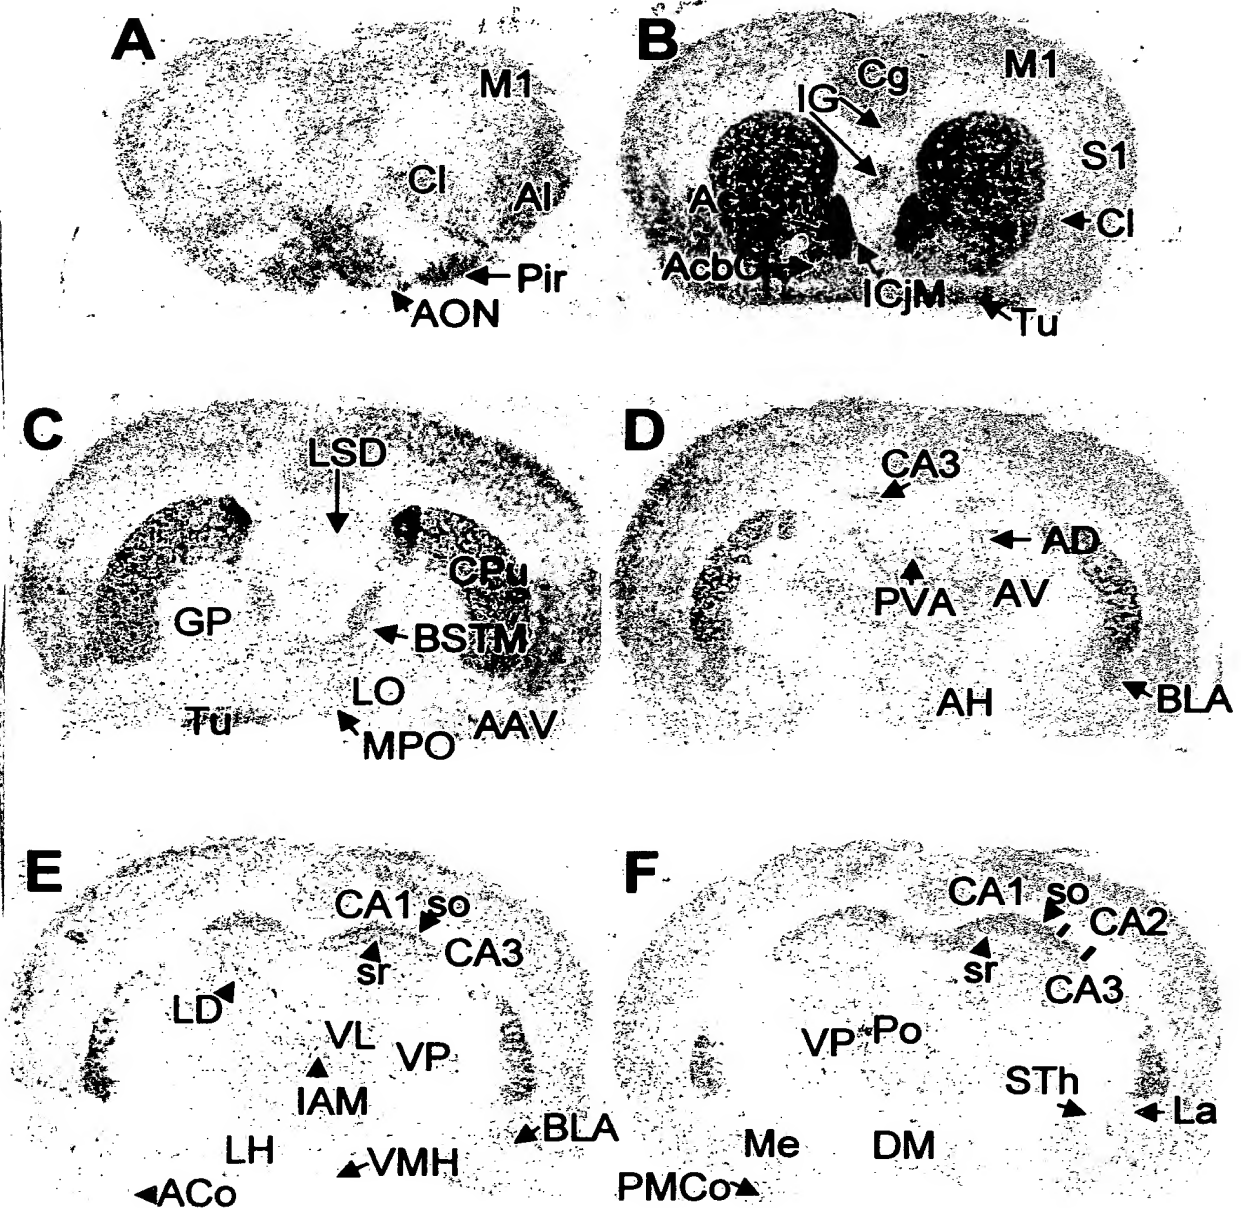 A
M1
Cl
AI
Pir
AON
B
Cg
M1
IG
S1
Cl
ICjM
Tu
C
LSD
CPu
GP
BSTM
LO
Tu
MPO
AAV
D
CA3
AD
PVA
AV
AH
BLA
E
CA1 so
CA3
sr
LD
VL
VP
IAM
BLA
LH
VMH
ACo
F
CA1 so
CA2
sr
CA3
VP
Po
STh
La
Me
DM
PMCo